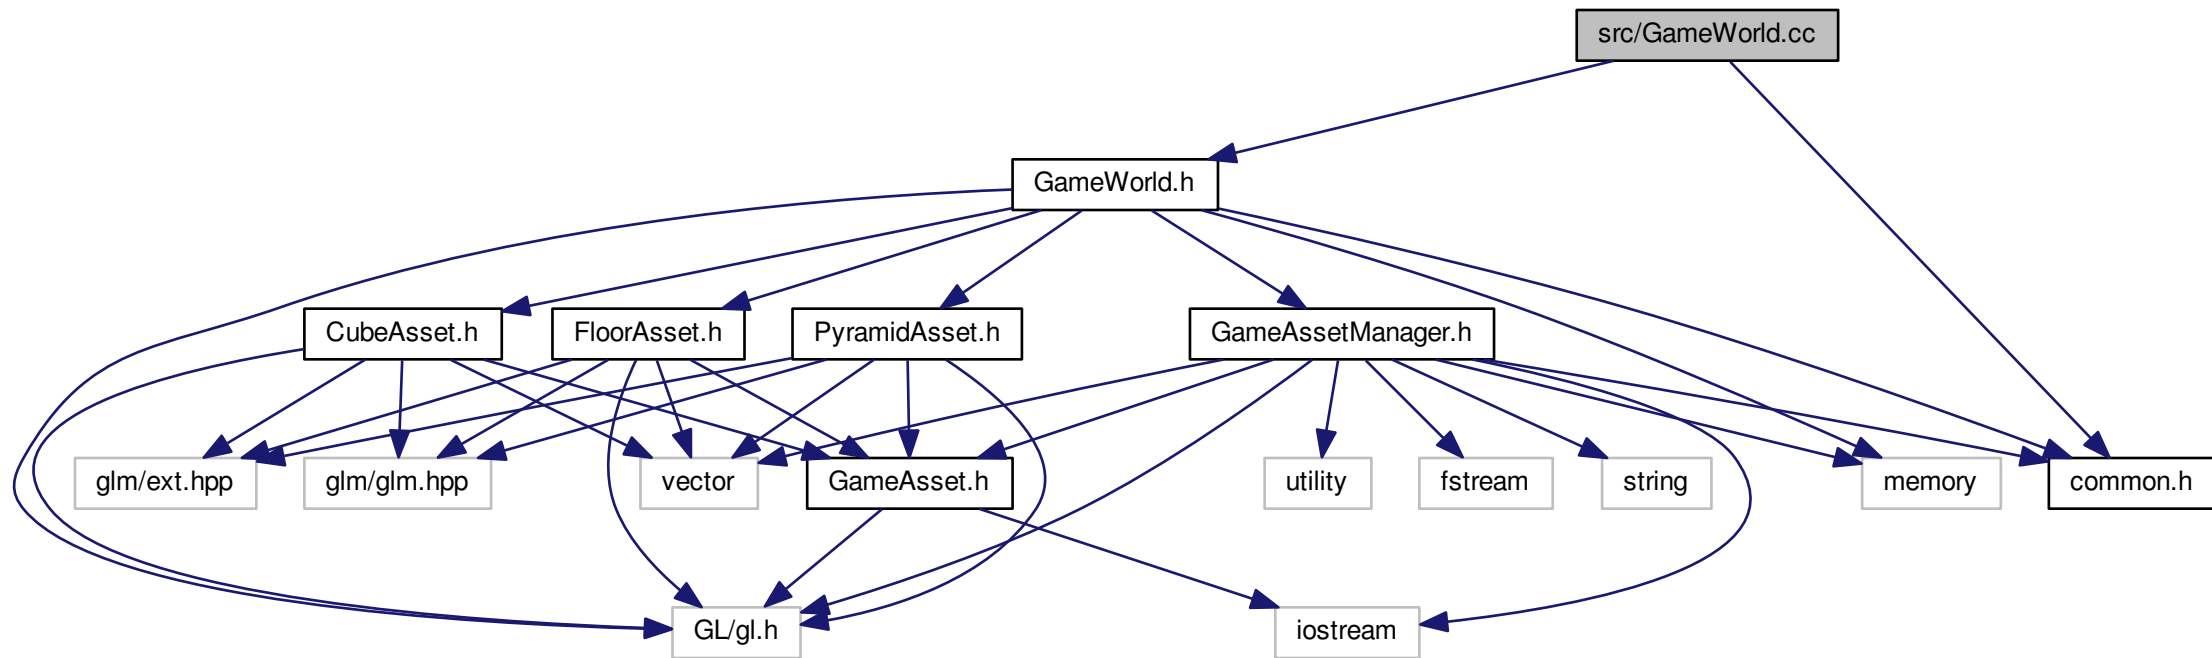 src/GameWorld.cc
GameWorld.h
CubeAsset.h
FloorAsset.h
PyramidAsset.h
GameAssetManager.h
glm/ext.hpp
glm/glm.hpp
vector
GameAsset.h
utility
fstream
string
memory
common.h
GL/gl.h
iostream